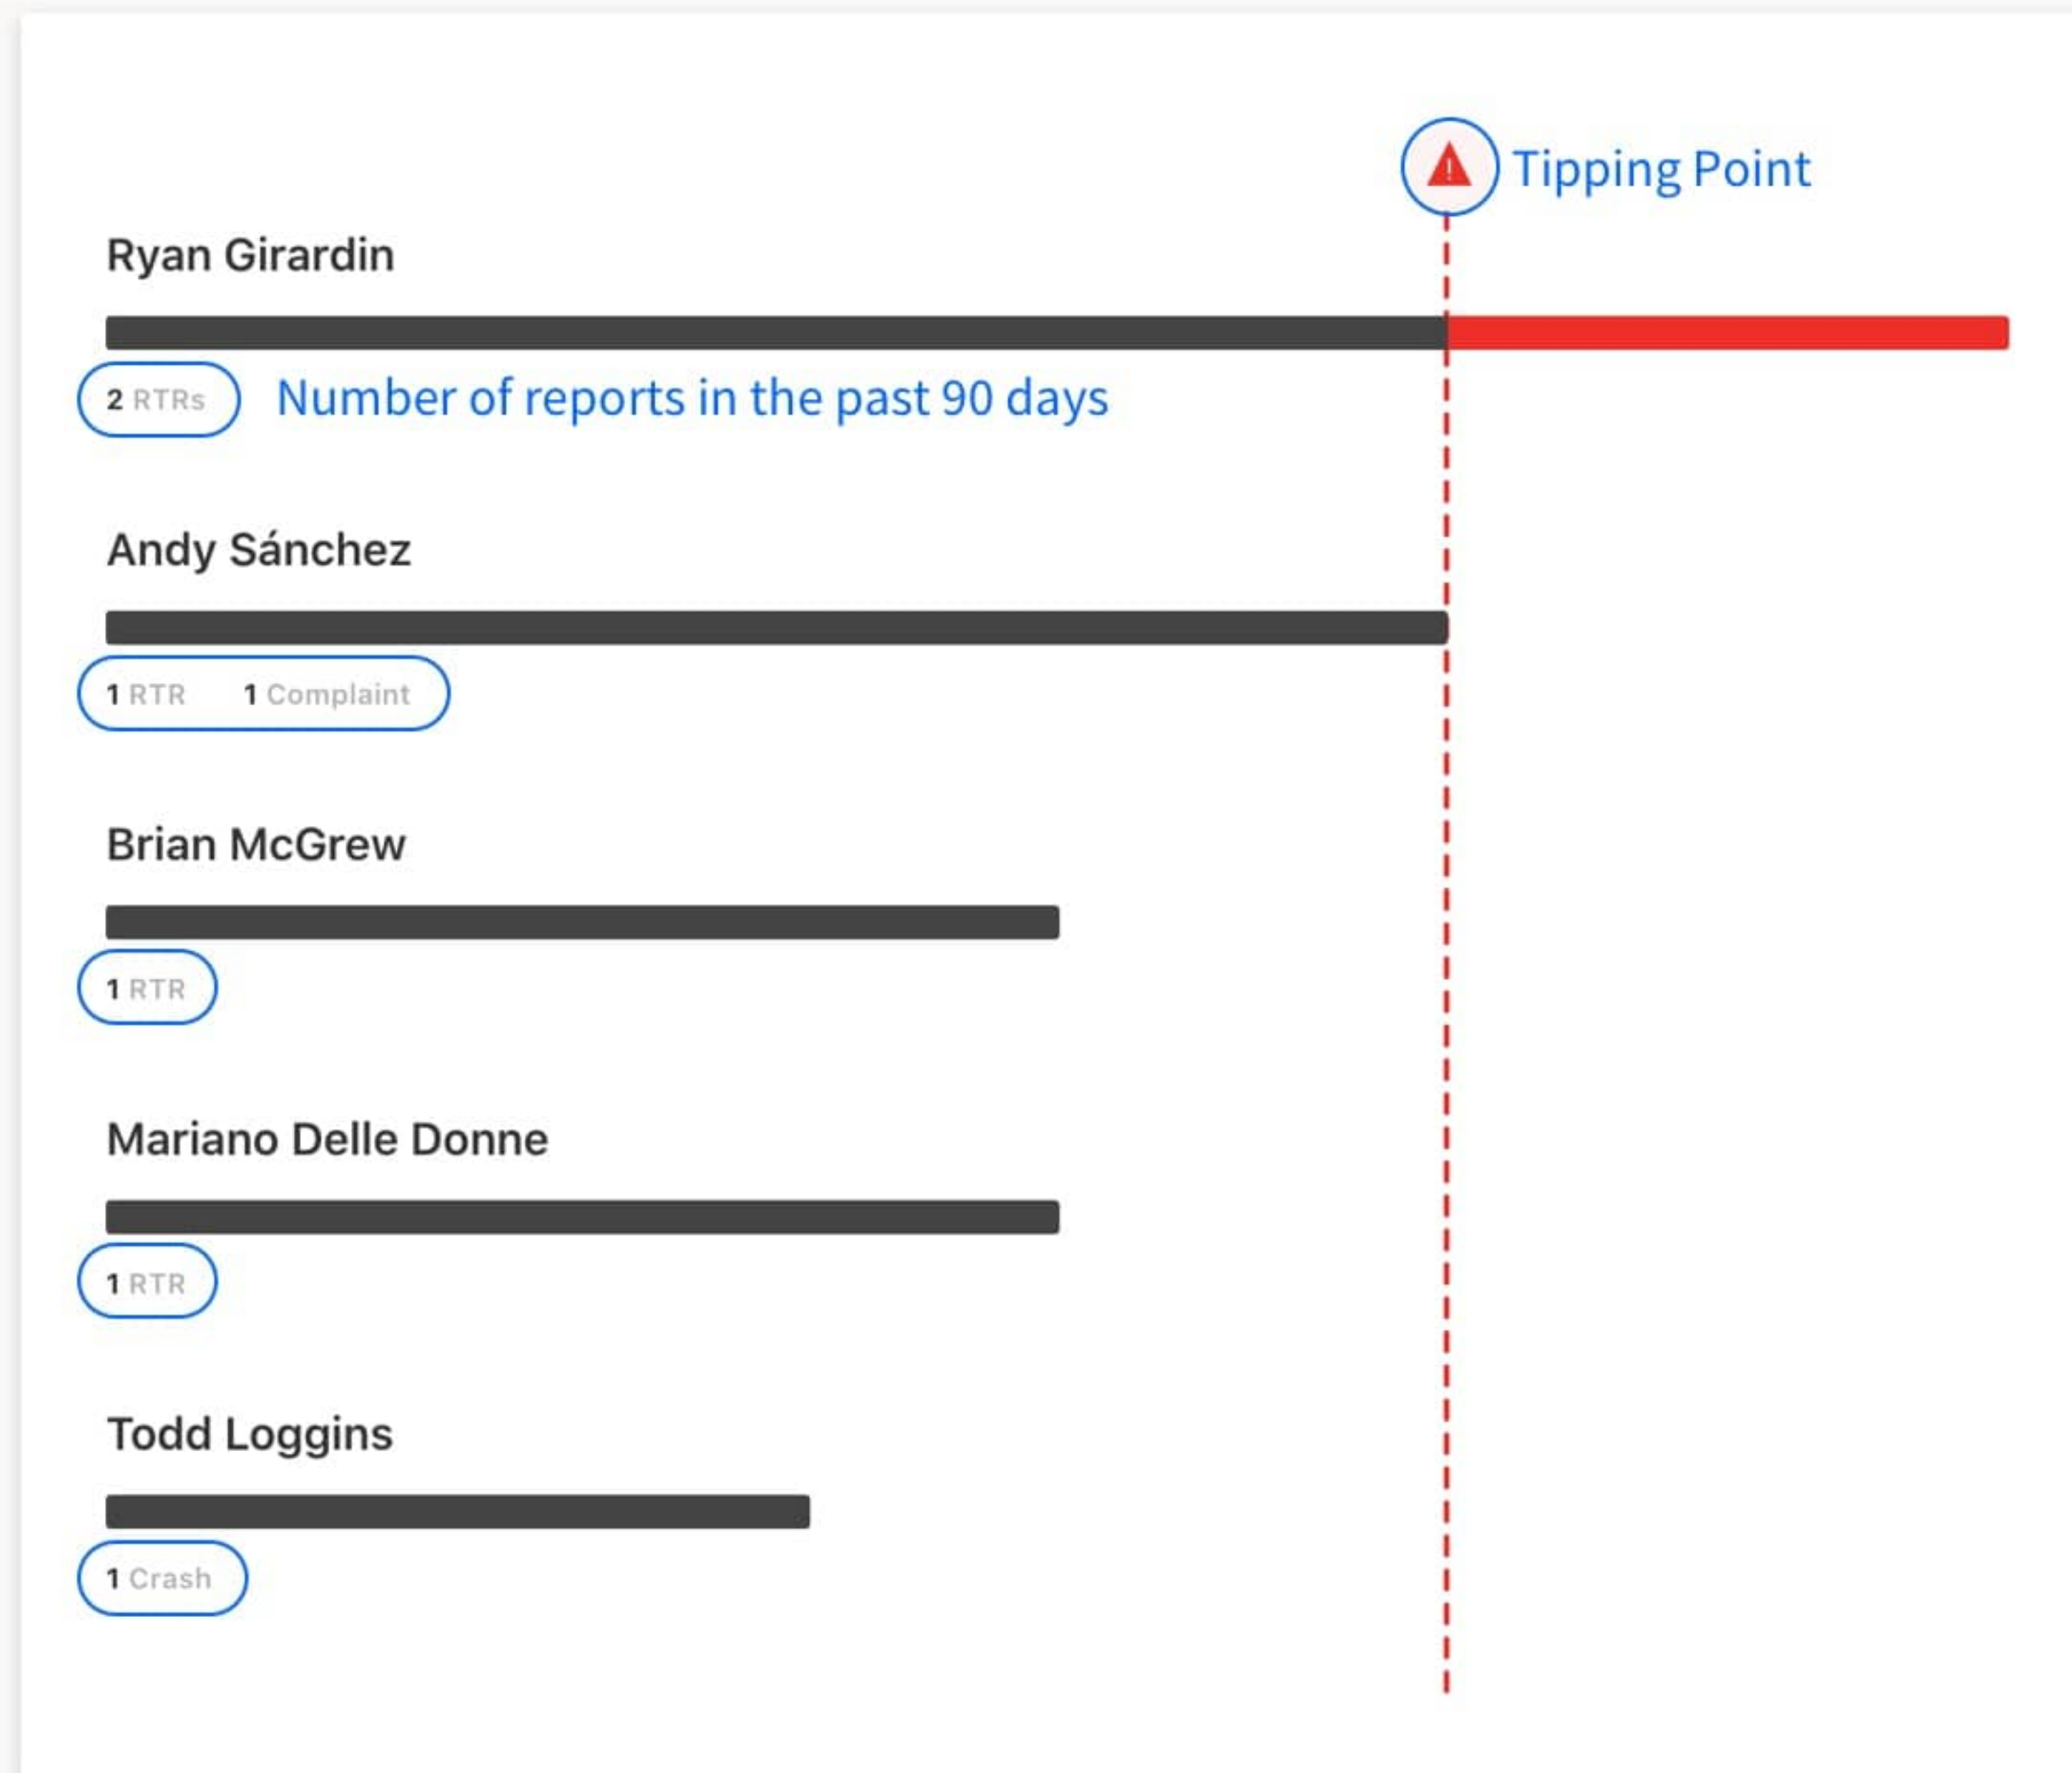 Tipping Point
Ryan Girardin
2 RTRs Number of reports in the past 90 days
Andy Sánchez
1 RTR 1 Complaint
Brian McGrew
1 RTR
Mariano Delle Donne
1 RTR
Todd Loggins
1 Crash